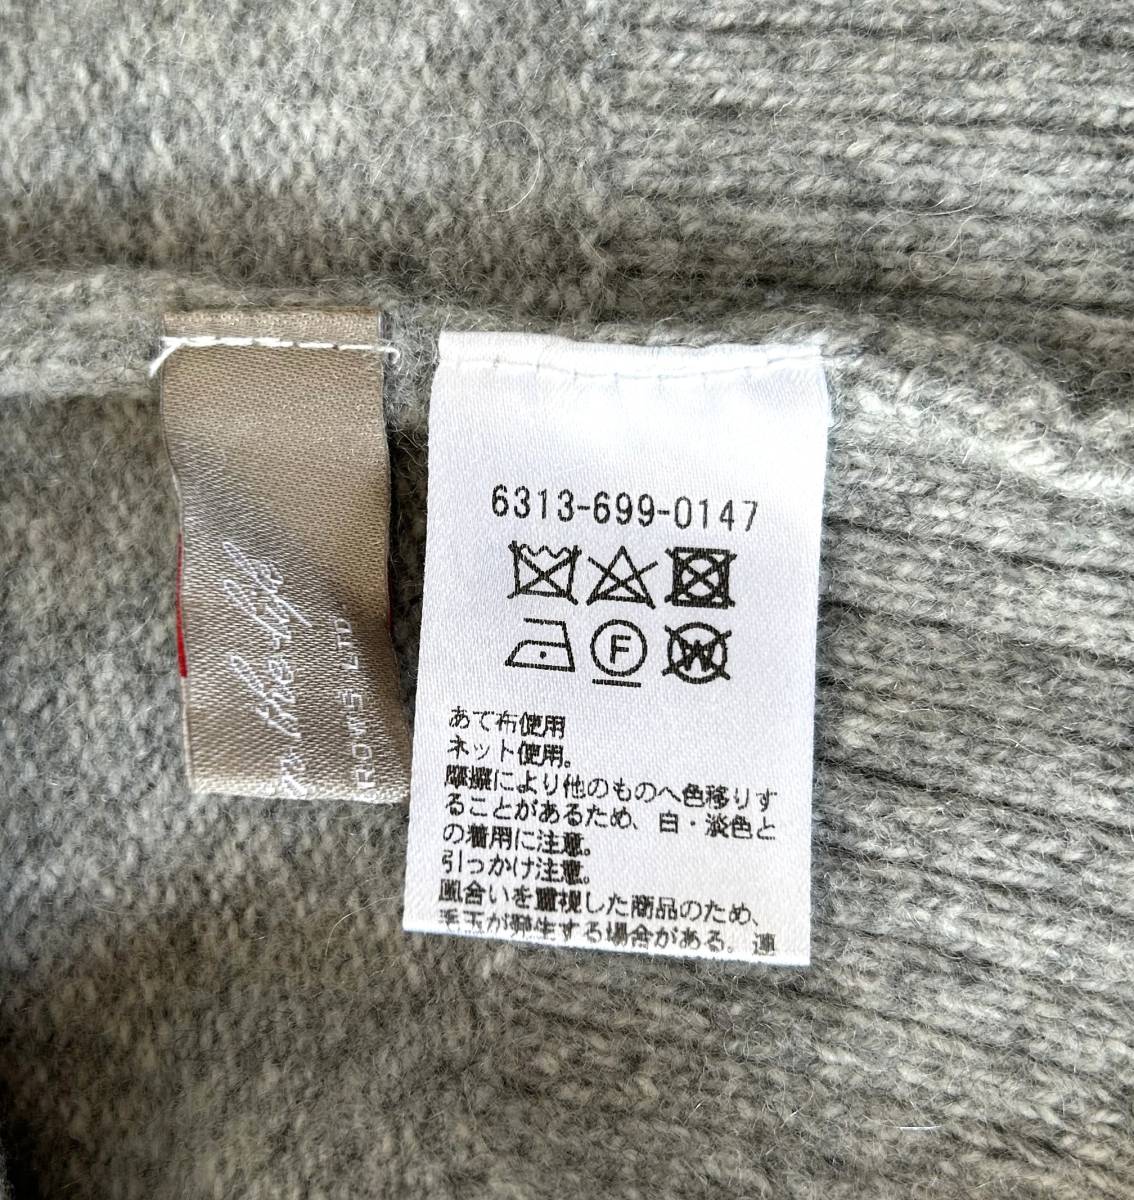 6313-699-0147
F
W
あて布使用
ネット使用。
摩擦により他のものへ色移りす
ることがあるため、白・淡色と
の着用に注意。
引っかけ注意。
風合いを重視した商品のため、
毛玉が発生する場合がある。連
ROWS LTD.